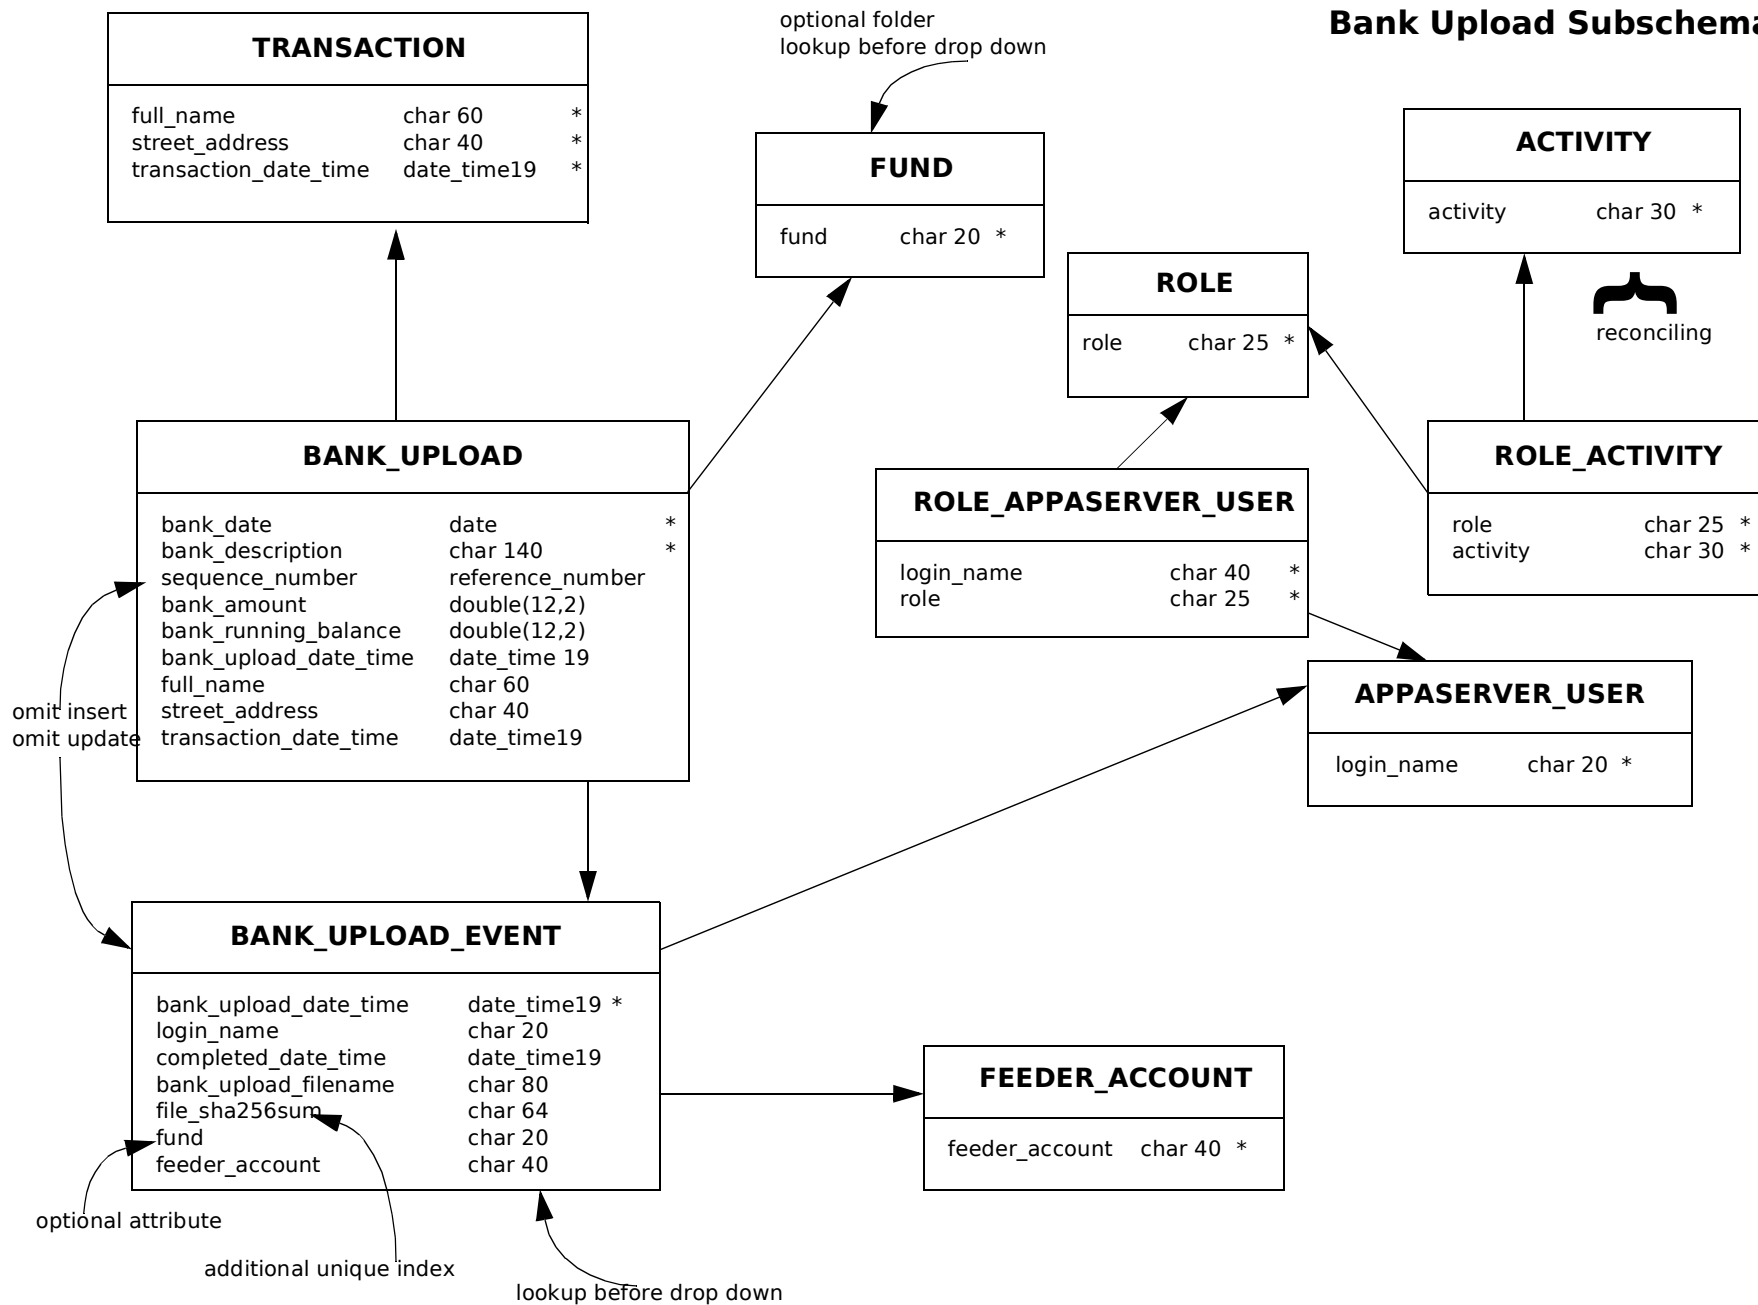 optional folder
lookup before drop down
Bank Upload Subschema
TRANSACTION
full_name char 60 *
street_address char 40 *
transaction_date_time date_time19 *
FUND
fund char 20 *
ACTIVITY
activity char 30 *
reconciling
ROLE
role char 25 *
BANK_UPLOAD
bank_date date *
bank_description char 140 *
sequence_number reference_number
bank_amount double(12,2)
bank_running_balance double(12,2)
bank_upload_date_time date_time 19
full_name char 60
street_address char 40
transaction_date_time date_time19
omit insert
omit update
ROLE_APPASERVER_USER
login_name char 40 *
role char 25 *
ROLE_ACTIVITY
role char 25 *
activity char 30 *
APPASERVER_USER
login_name char 20 *
BANK_UPLOAD_EVENT
bank_upload_date_time date_time19 *
login_name char 20
completed_date_time date_time19
bank_upload_filename char 80
file_sha256sum char 64
fund char 20
feeder_account char 40
FEEDER_ACCOUNT
feeder_account char 40 *
optional attribute
additional unique index
lookup before drop down